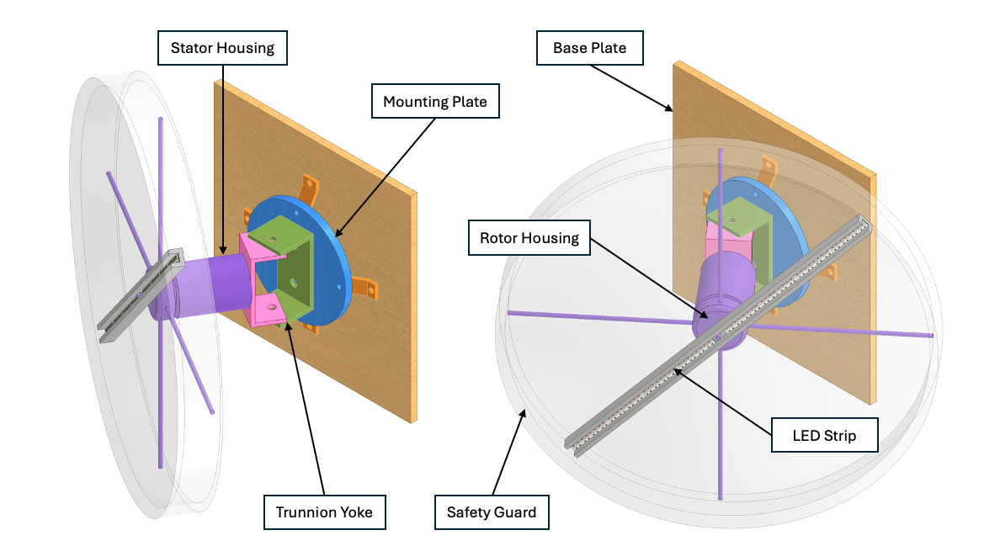 Stator Housing
Base Plate
Mounting Plate
Rotor Housing
LED Strip
Trunnion Yoke
Safety Guard